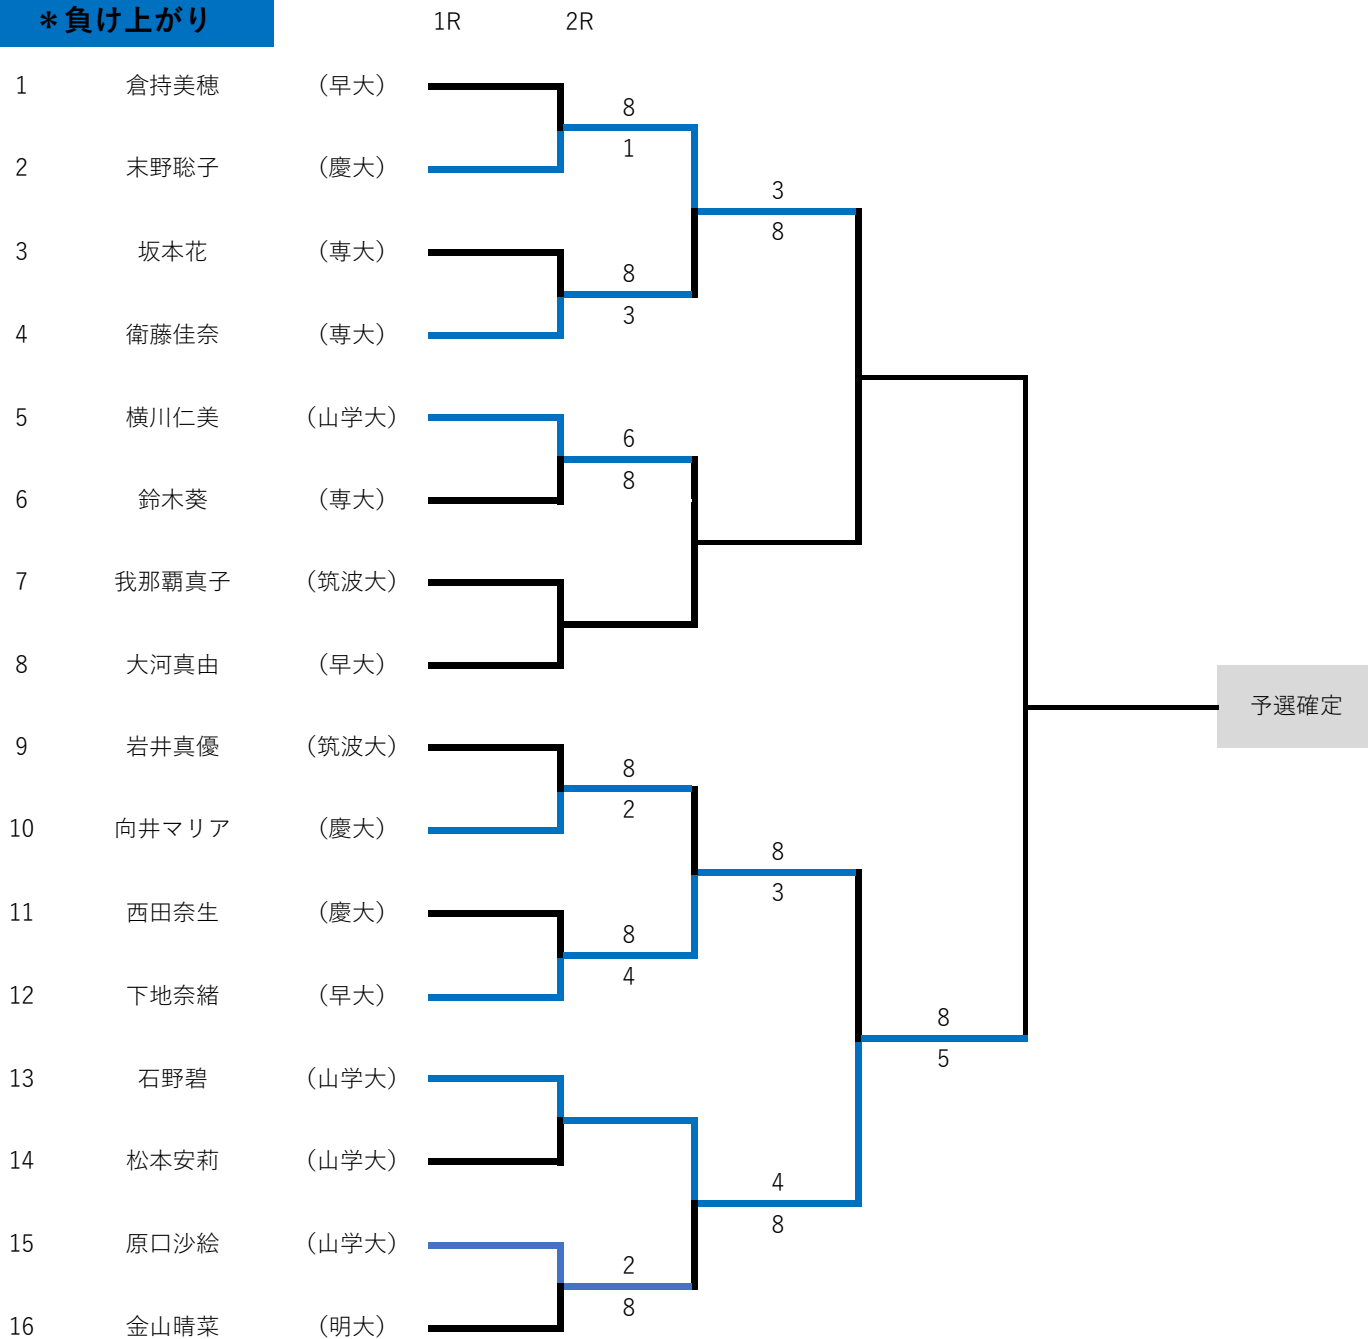 ＊負け上がり 1R 2R
1 倉持美穂 （早大）
8
1
2 末野聡子 （慶大）
3
8
3 坂本花 （専大）
8
3
4 衛藤佳奈 （専大）
5 横川仁美 （山学大）
6
8
6 鈴木葵 （専大）
7 我那覇真子 （筑波大）
8 大河真由 （早大）
予選確定
9 岩井真優 （筑波大）
8
2
10 向井マリア （慶大）
8
3
11 西田奈生 （慶大）
8
4
12 下地奈緒 （早大）
8
5
13 石野碧 （山学大）
14 松本安莉 （山学大）
4
8
15 原口沙絵 （山学大）
2
8
16 金山晴菜 （明大）